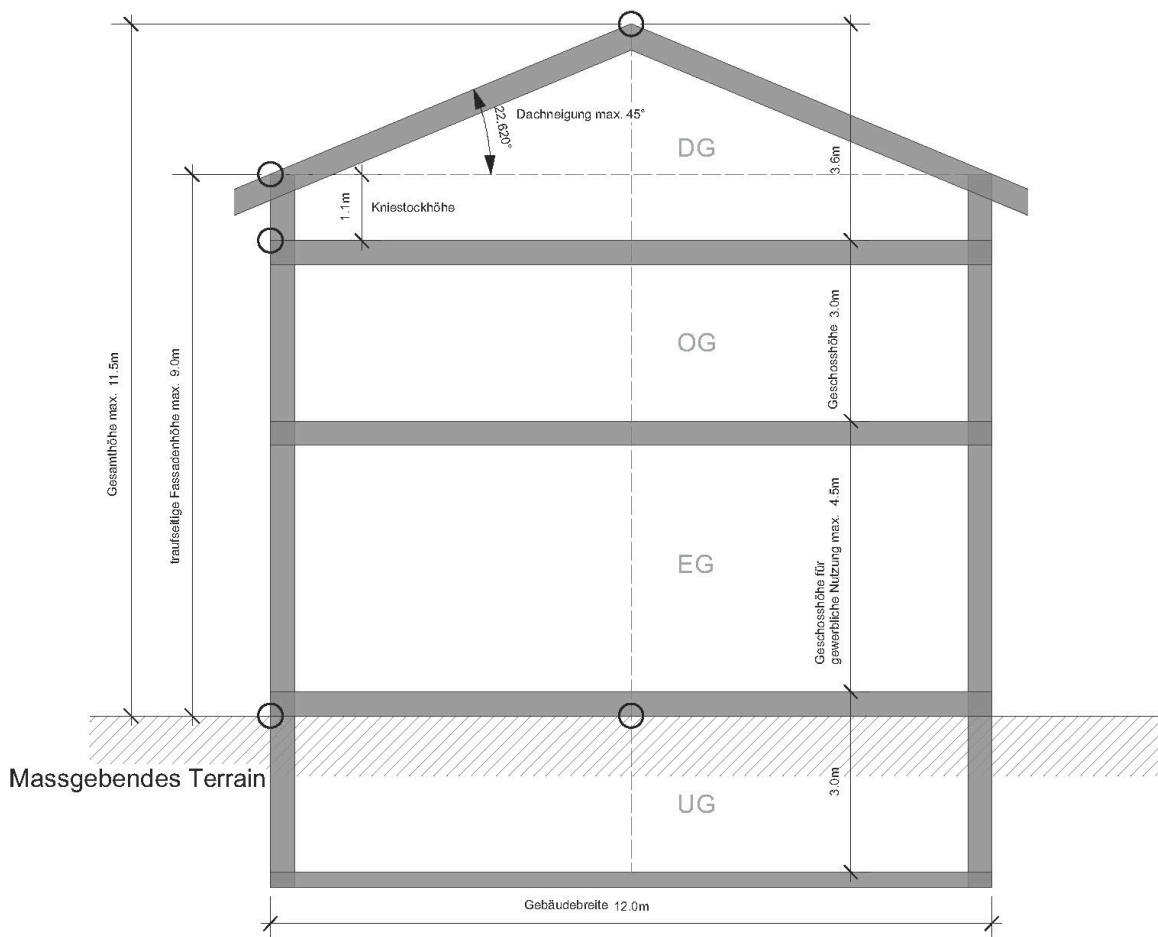 Dachneigung max. 45°
22.620°
DG
3.6m
1.1m
Kniestockhöhe
Gesamthöhe max. 11.5m
traufseitige Fassadenhöhe max. 9.0m
OG
Geschosshöhe 3.0m
EG
Geschosshöhe für
gewerbliche Nutzung max. 4.5m
Massgebendes Terrain
UG
3.0m
Gebäudebreite 12.0m